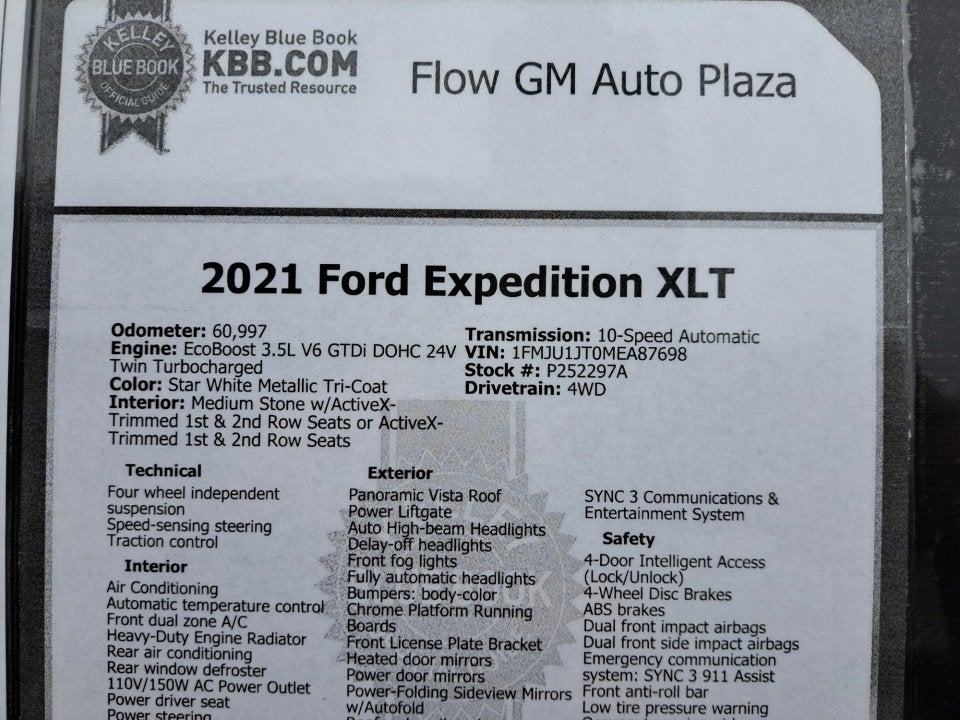 KELLEY
BLUE BOOK
OFFICIAL GUIDE
Kelley Blue Book
KBB.COM
The Trusted Resource
Flow GM Auto Plaza
2021 Ford Expedition XLT
Odometer: 60,997
Engine: EcoBoost 3.5L V6 GTDi DOHC 24V
Twin Turbocharged
Color: Star White Metallic Tri-Coat
Interior: Medium Stone w/ActiveX-
Trimmed 1st & 2nd Row Seats or ActiveX-
Trimmed 1st & 2nd Row Seats
Transmission: 10-Speed Automatic
VIN: 1FMJU1JT0MEA87698
Stock #: P252297A
Drivetrain: 4WD
Technical
Four wheel independent
suspension
Speed-sensing steering
Traction control
Interior
Air Conditioning
Automatic temperature control
Front dual zone A/C
Heavy-Duty Engine Radiator
Rear air conditioning
Rear window defroster
110V/150W AC Power Outlet
Power driver seat
Power steering
Exterior
Panoramic Vista Roof
Power Liftgate
Auto High-beam Headlights
Delay-off headlights
Front fog lights
Fully automatic headlights
Bumpers: body-color
Chrome Platform Running
Boards
Front License Plate Bracket
Heated door mirrors
Power door mirrors
Power-Folding Sideview Mirrors
w/Autofold
SYNC 3 Communications &
Entertainment System
Safety
4-Door Intelligent Access
(Lock/Unlock)
4-Wheel Disc Brakes
ABS brakes
Dual front impact airbags
Dual front side impact airbags
Emergency communication
system: SYNC 3 911 Assist
Front anti-roll bar
Low tire pressure warning